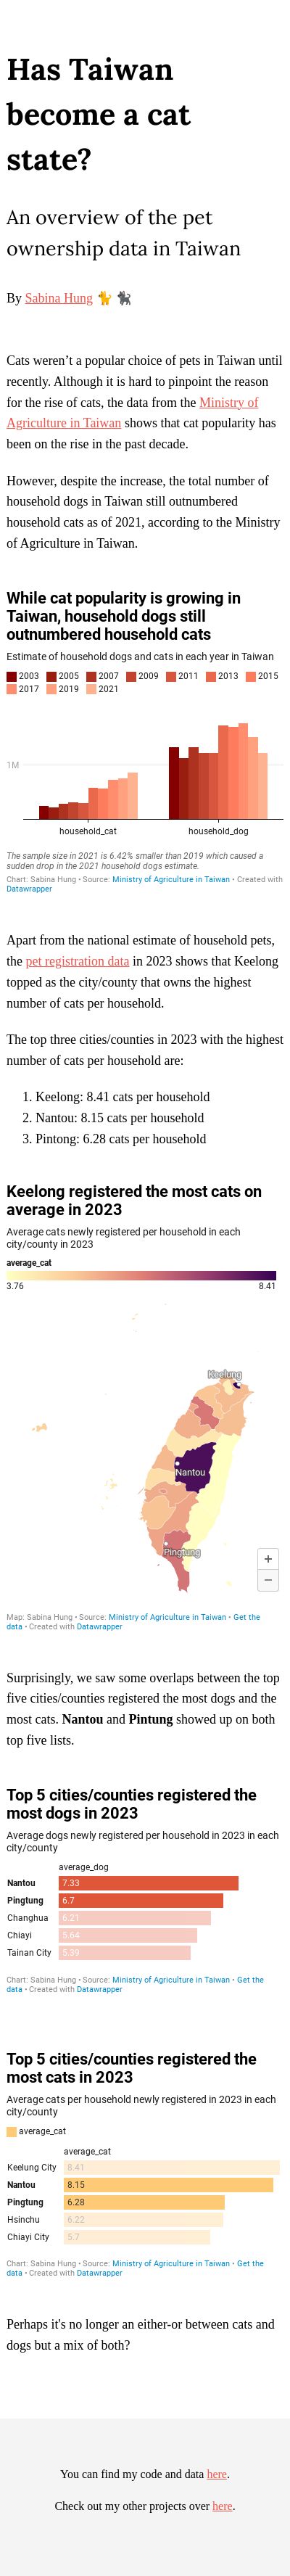 Has Taiwan
become a cat
state?
An overview of the pet
ownership data in Taiwan
By Sabina Hung 🐈 🐈‍⬛
Cats weren’t a popular choice of pets in Taiwan until
recently. Although it is hard to pinpoint the reason
for the rise of cats, the data from the Ministry of
Agriculture in Taiwan shows that cat popularity has
been on the rise in the past decade.
However, despite the increase, the total number of
household dogs in Taiwan still outnumbered
household cats as of 2021, according to the Ministry
of Agriculture in Taiwan.
While cat popularity is growing in
Taiwan, household dogs still
outnumbered household cats
Estimate of household dogs and cats in each year in Taiwan
2003 2005 2007 2009 2011 2013 2015
2017 2019 2021
1M
household_cat household_dog
The sample size in 2021 is 6.42% smaller than 2019 which caused a
sudden drop in the 2021 household dogs estimate.
Chart: Sabina Hung • Source: Ministry of Agriculture in Taiwan • Created with
Datawrapper
Apart from the national estimate of household pets,
the pet registration data in 2023 shows that Keelong
topped as the city/county that owns the highest
number of cats per household.
The top three cities/counties in 2023 with the highest
number of cats per household are:
1. Keelong: 8.41 cats per household
2. Nantou: 8.15 cats per household
3. Pintong: 6.28 cats per household
Keelong registered the most cats on
average in 2023
Average cats newly registered per household in each
city/county in 2023
average_cat
3.76 8.41
Keelung
Nantou
Pingtung
+
−
Map: Sabina Hung • Source: Ministry of Agriculture in Taiwan • Get the
data • Created with Datawrapper
Surprisingly, we saw some overlaps between the top
five cities/counties registered the most dogs and the
most cats. Nantou and Pintung showed up on both
top five lists.
Top 5 cities/counties registered the
most dogs in 2023
Average dogs newly registered per household in 2023 in each
city/county
average_dog
Nantou 7.33
Pingtung 6.7
Changhua 6.21
Chiayi 5.64
Tainan City 5.39
Chart: Sabina Hung • Source: Ministry of Agriculture in Taiwan • Get the
data • Created with Datawrapper
Top 5 cities/counties registered the
most cats in 2023
Average cats per household newly registered in 2023 in each
city/county
average_cat
average_cat
Keelung City 8.41
Nantou 8.15
Pingtung 6.28
Hsinchu 6.22
Chiayi City 5.7
Chart: Sabina Hung • Source: Ministry of Agriculture in Taiwan • Get the
data • Created with Datawrapper
Perhaps it's no longer an either-or between cats and
dogs but a mix of both?
You can find my code and data here.
Check out my other projects over here.